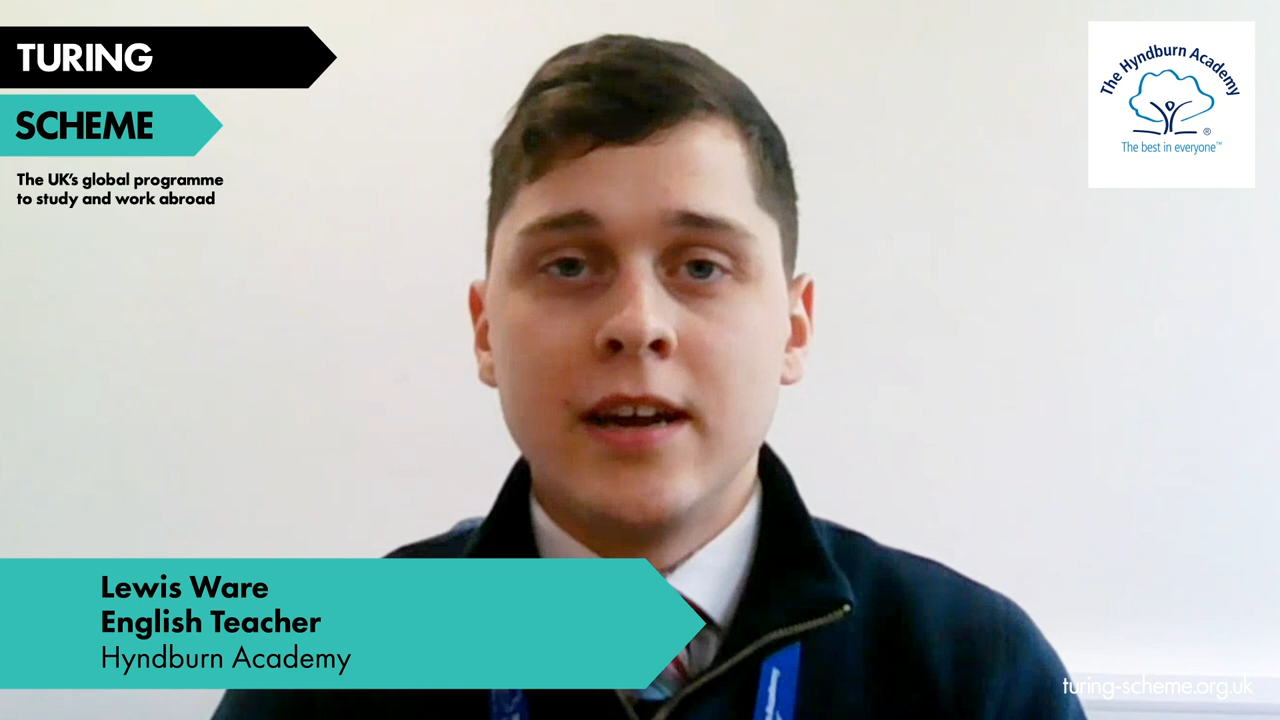 TURING
SCHEME
The UK's global programme
to study and work abroad
The Hyndburn Academy
®
The best in everyone™
Lewis Ware
English Teacher
Hyndburn Academy
turing-scheme.org.uk